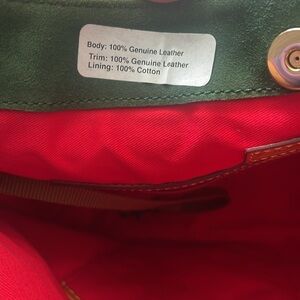 Body: 100% Genuine Leather
Trim: 100% Genuine Leather
Lining: 100% Cotton